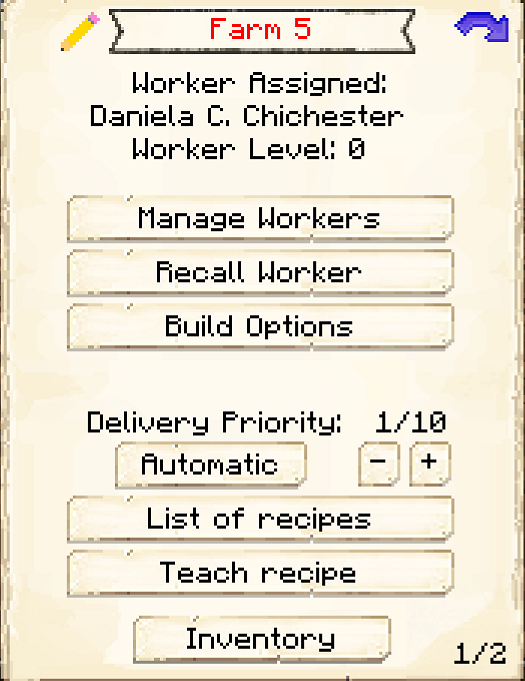 Farm 5
Worker Assigned:
Daniela C. Chichester
Worker Level: 0
Manage Workers
Recall Worker
Build Options
Delivery Priority: 1/10
Automatic - +
List of recipes
Teach recipe
Inventory
1/2